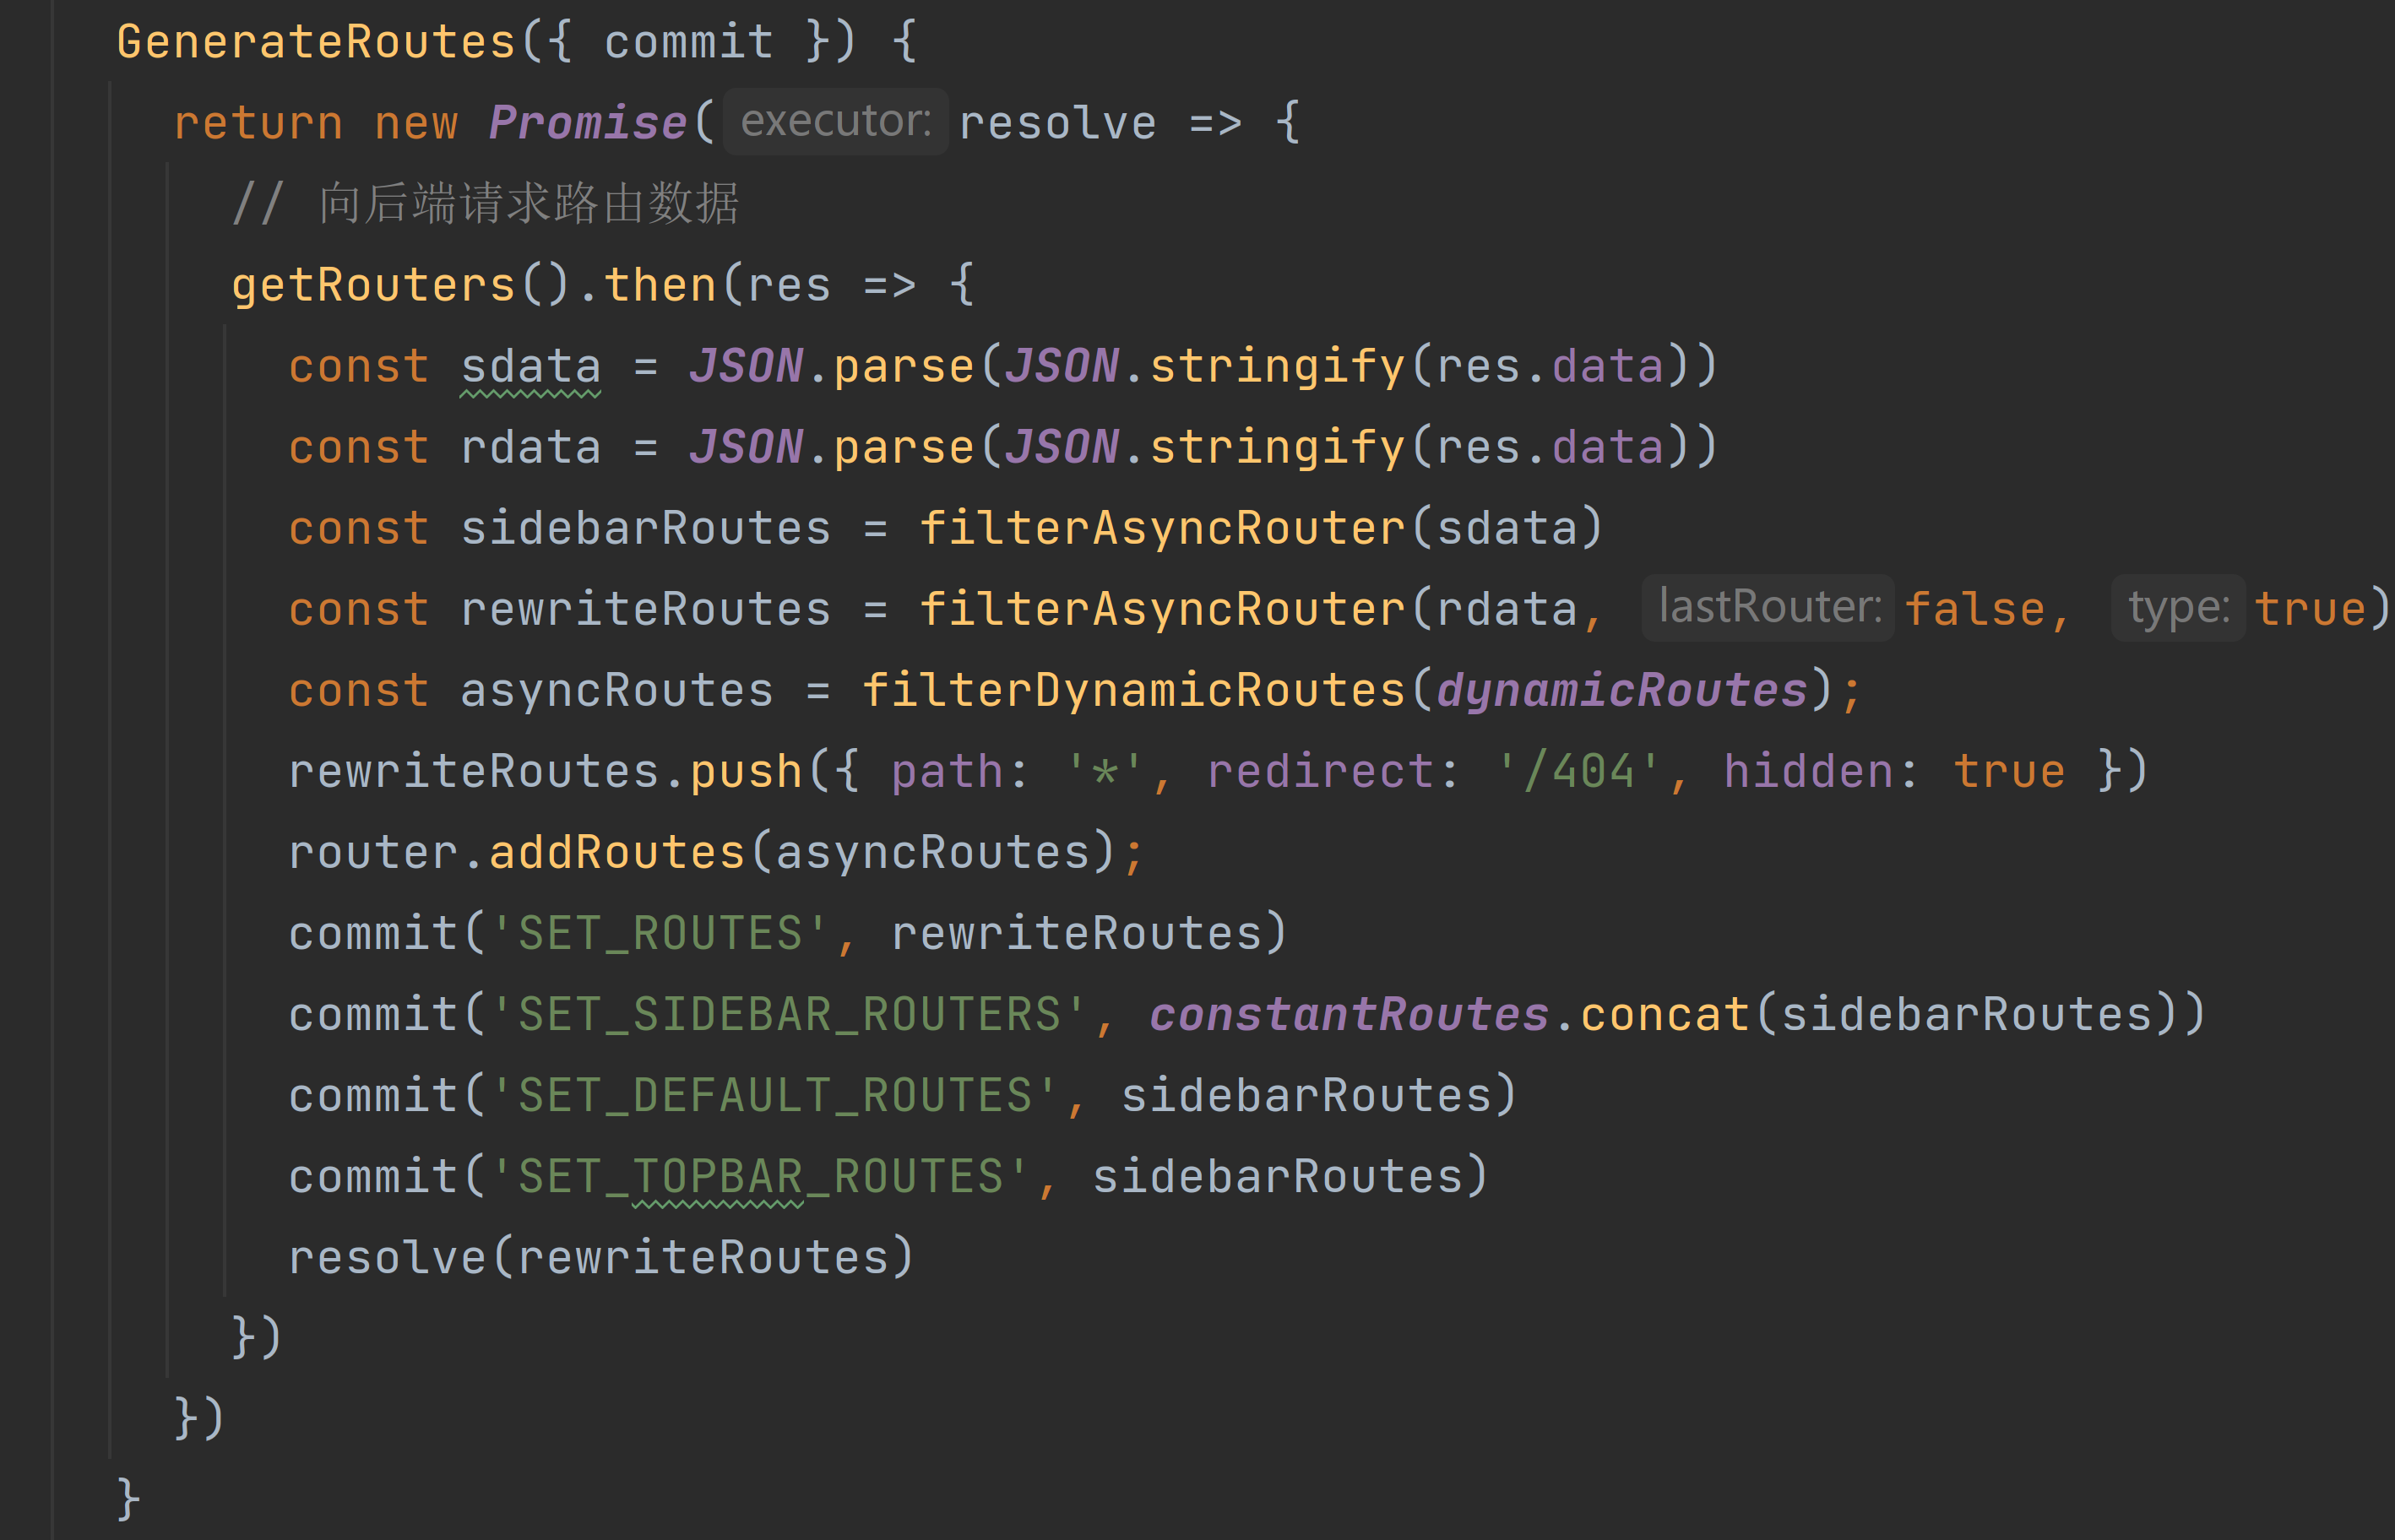 GenerateRoutes({ commit }) {
return new Promise( executor: resolve => {
// 向后端请求路由数据
getRouters().then(res => {
const sdata = JSON.parse(JSON.stringify(res.data))
const rdata = JSON.parse(JSON.stringify(res.data))
const sidebarRoutes = filterAsyncRouter(sdata)
const rewriteRoutes = filterAsyncRouter(rdata, lastRouter: false, type: true)
const asyncRoutes = filterDynamicRoutes(dynamicRoutes);
rewriteRoutes.push({ path: '*', redirect: '/404', hidden: true })
router.addRoutes(asyncRoutes);
commit('SET_ROUTES', rewriteRoutes)
commit('SET_SIDEBAR_ROUTERS', constantRoutes.concat(sidebarRoutes))
commit('SET_DEFAULT_ROUTES', sidebarRoutes)
commit('SET_TOPBAR_ROUTES', sidebarRoutes)
resolve(rewriteRoutes)
})
})
}